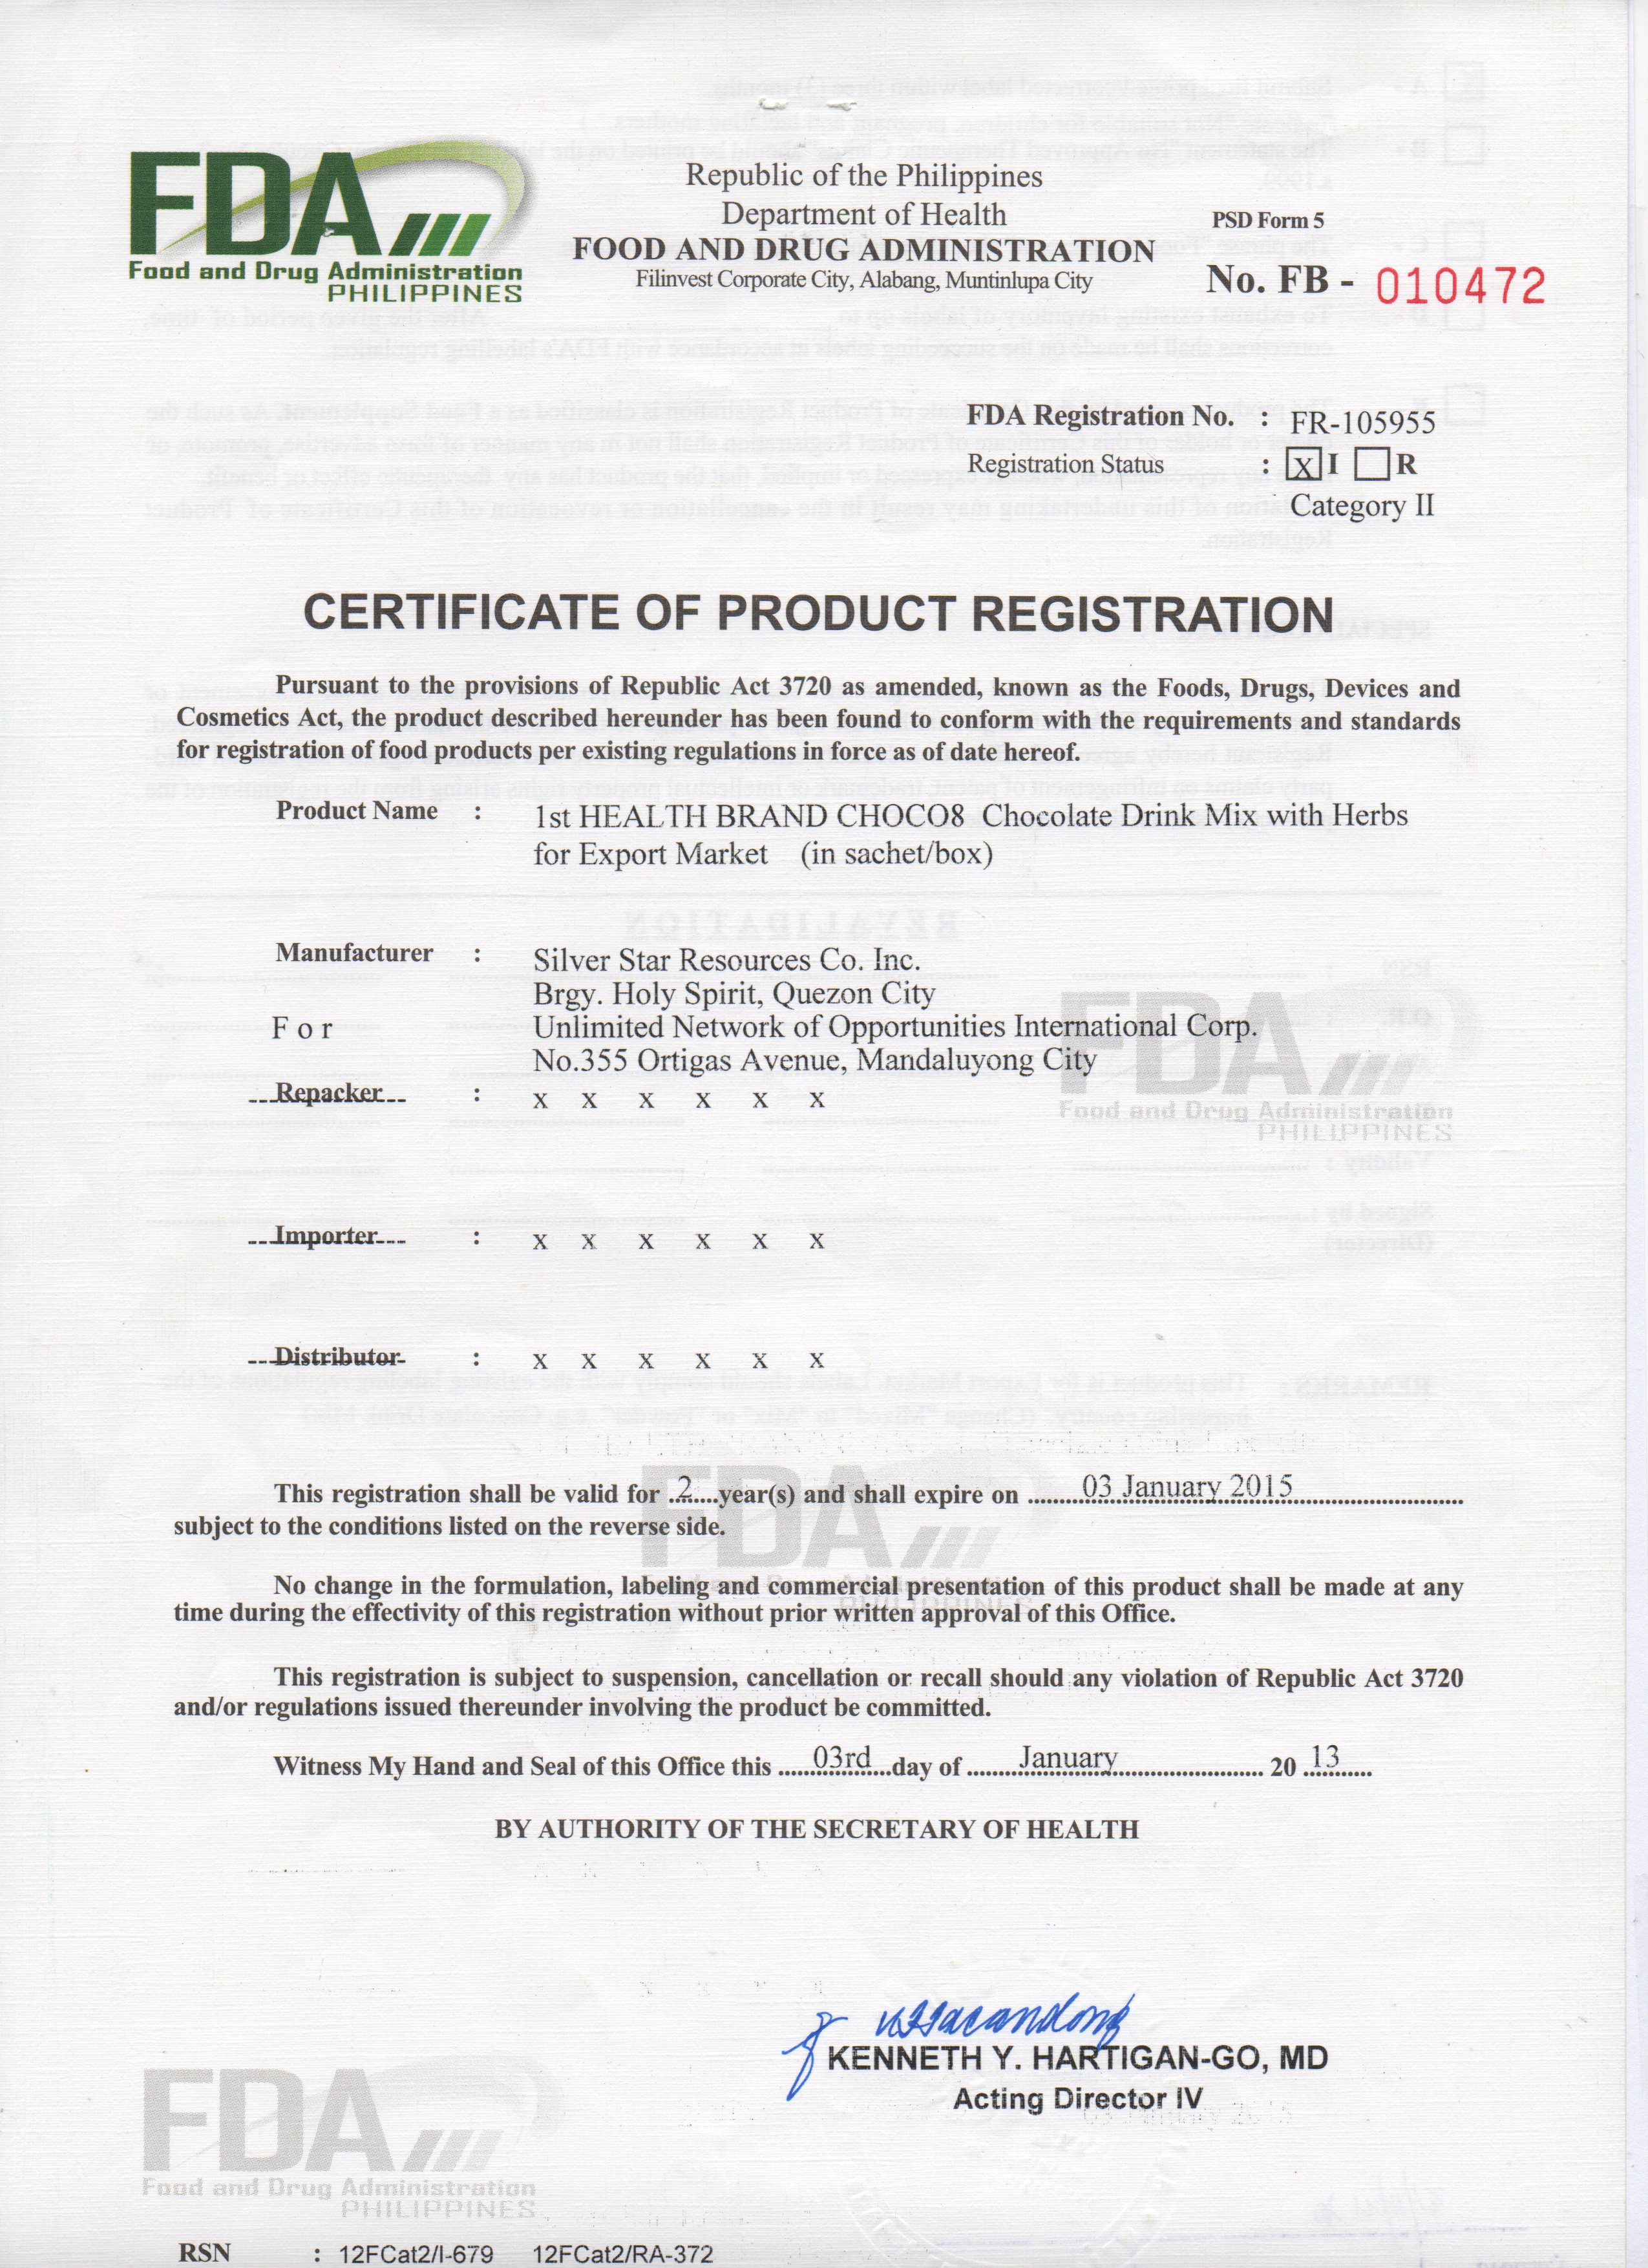 FDA
Food and Drug Administration
PHILIPPINES
Republic of the Philippines
Department of Health
FOOD AND DRUG ADMINISTRATION
Filinvest Corporate City, Alabang, Muntinlupa City
PSD Form 5
No. FB - 010472
FDA Registration No. : FR-105955
Registration Status : X I R
Category II
CERTIFICATE OF PRODUCT REGISTRATION
Pursuant to the provisions of Republic Act 3720 as amended, known as the Foods, Drugs, Devices and
Cosmetics Act, the product described hereunder has been found to conform with the requirements and standards
for registration of food products per existing regulations in force as of date hereof.
Product Name : 1st HEALTH BRAND CHOCO8 Chocolate Drink Mix with Herbs
for Export Market (in sachet/box)
Manufacturer : Silver Star Resources Co. Inc.
Brgy. Holy Spirit, Quezon City
For Unlimited Network of Opportunities International Corp.
No.355 Ortigas Avenue, Mandaluyong City
Repacker : x x x x x x
FDA
Food and Drug Administration
PHILIPPINES
Importer : x x x x x x
Distributor : x x x x x x
This registration shall be valid for 2 year(s) and shall expire on 03 January 2015
subject to the conditions listed on the reverse side.
FDA
PHILIPPINES
No change in the formulation, labeling and commercial presentation of this product shall be made at any
time during the effectivity of this registration without prior written approval of this Office.
This registration is subject to suspension, cancellation or recall should any violation of Republic Act 3720
and/or regulations issued thereunder involving the product be committed.
Witness My Hand and Seal of this Office this 03rd day of January 20 13
BY AUTHORITY OF THE SECRETARY OF HEALTH
KENNETH Y. HARTIGAN-GO, MD
Acting Director IV
FDA
Food and Drug Administration
PHILIPPINES
RSN : 12FCat2/I-679 12FCat2/RA-372